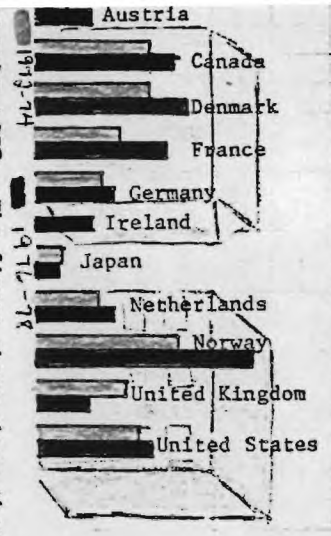 Austria
Canada
Denmark
France
Germany
Ireland
Japan
Netherlands
Norway
United Kingdom
United States
1973-74
1976-78